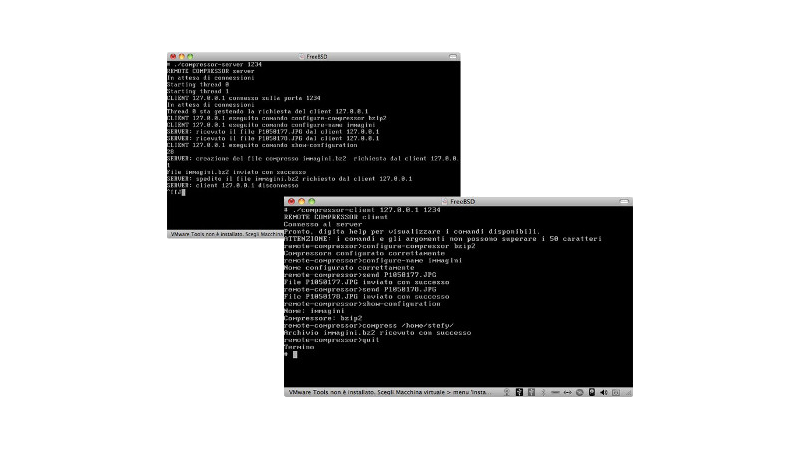 FreeBSD
# ./compressor-server 1234
REMOTE COMPRESSOR server
In attesa di connessioni
Starting thread 0
Starting thread 1
CLIENT 127.0.0.1 connesso sulla porta 1234
In attesa di connessioni
Thread 0 sta gestendo la richiesta del client 127.0.0.1
CLIENT 127.0.0.1 eseguito comando configure-compressor bzip2
CLIENT 127.0.0.1 eseguito comando configure-name immagini
SERVER: ricevuto il file P1050177.JPG dal client 127.0.0.1
SERVER: ricevuto il file P1050178.JPG dal client 127.0.0.1
CLIENT 127.0.0.1 eseguito comando show-configuration
28
SERVER: creazione del file compresso immagini.bz2 richiesta dal client 127.0.0.
1
File immagini.bz2 inviato con successo
SERVER: spedito il file immagini.bz2 richiesto dal client 127.0.0.1
SERVER: client 127.0.0.1 disconnesso
VMware Tools non è installato. Scegli Macchina
FreeBSD
# ./compressor-client 127.0.0.1 1234
REMOTE COMPRESSOR client
Connesso al server
Pronto, digita help per visualizzare i comandi disponibili.
ATTENZIONE: i comandi e gli argomenti non possono superare i 50 caratteri
remote-compressor>configure-compressor bzip2
Compressore configurato correttamente
remote-compressor>configure-name immagini
Nome configurato correttamente
remote-compressor>send P1050177.JPG
File P1050177.JPG inviato con successo
remote-compressor>send P1050178.JPG
File P1050178.JPG inviato con successo
remote-compressor>show-configuration
Nome: immagini
Compressore: bzip2
remote-compressor>compress /home/stefy/
Archivio immagini.bz2 ricevuto con successo
remote-compressor>quit
Termino
#
VMware Tools non è installato. Scegli Macchina virtuale > menu 'Insta...